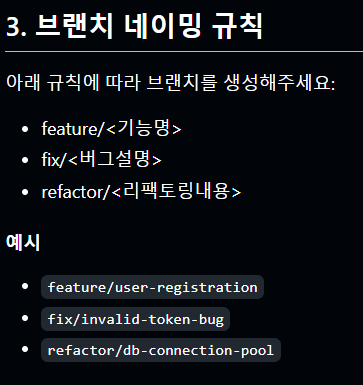 3. 브랜치 네이밍 규칙
아래 규칙에 따라 브랜치를 생성해주세요:
feature/<기능명>
fix/<버그설명>
refactor/<리팩토링내용>
예시
feature/user-registration
fix/invalid-token-bug
refactor/db-connection-pool